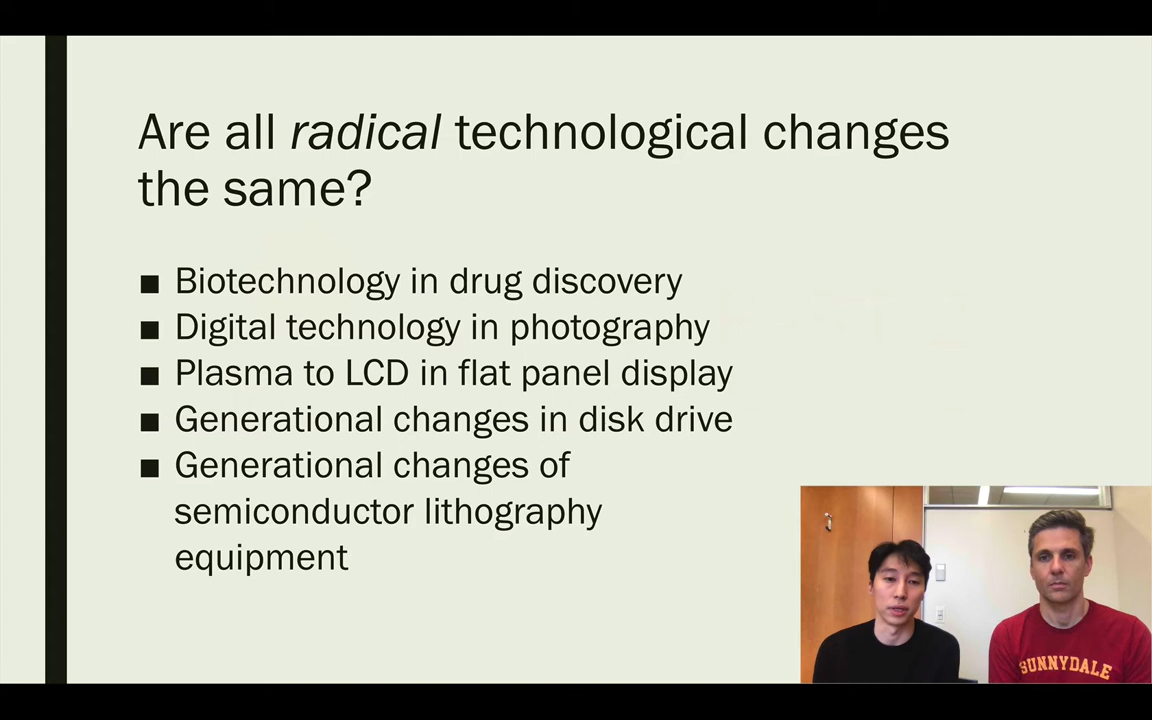 Are all radical technological changes
the same?
■ Biotechnology in drug discovery
■ Digital technology in photography
■ Plasma to LCD in flat panel display
■ Generational changes in disk drive
■ Generational changes of
semiconductor lithography
equipment
SUNNYDALE